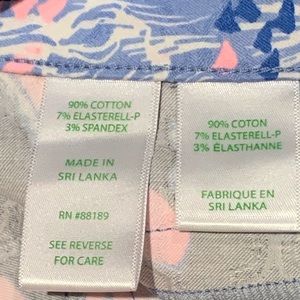 90% COTTON
7% ELASTERELL-P
3% SPANDEX
MADE IN
SRI LANKA
RN #88189
SEE REVERSE
FOR CARE
90% COTON
7% ELASTERELL-P
3% ÉLASTHANNE
FABRIQUE EN
SRI LANKA